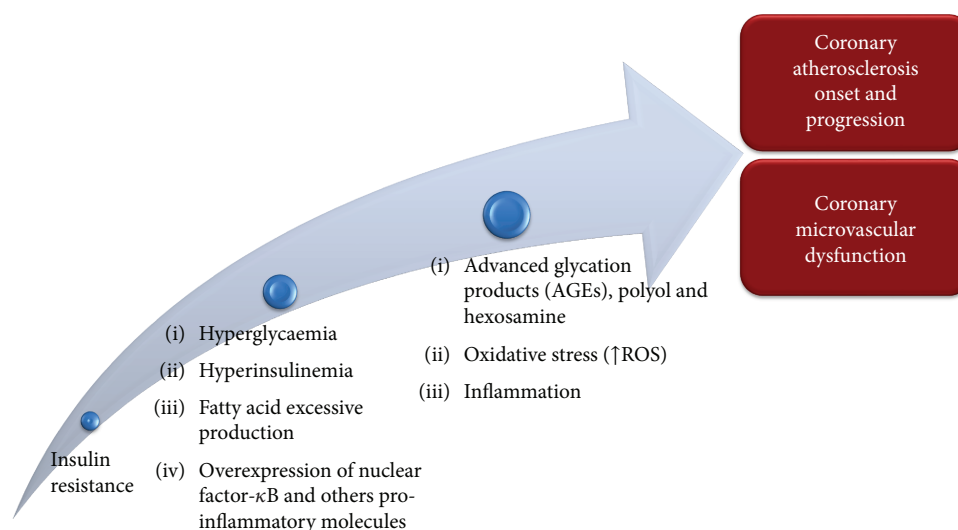 Insulin
resistance
(i) Hyperglycaemia
(ii) Hyperinsulinemia
(iii) Fatty acid excessive
production
(iv) Overexpression of nuclear
factor-κB and others pro-
inflammatory molecules
(i) Advanced glycation
products (AGEs), polyol and
hexosamine
(ii) Oxidative stress (↑ROS)
(iii) Inflammation
Coronary
atherosclerosis
onset and
progression
Coronary
microvascular
dysfunction